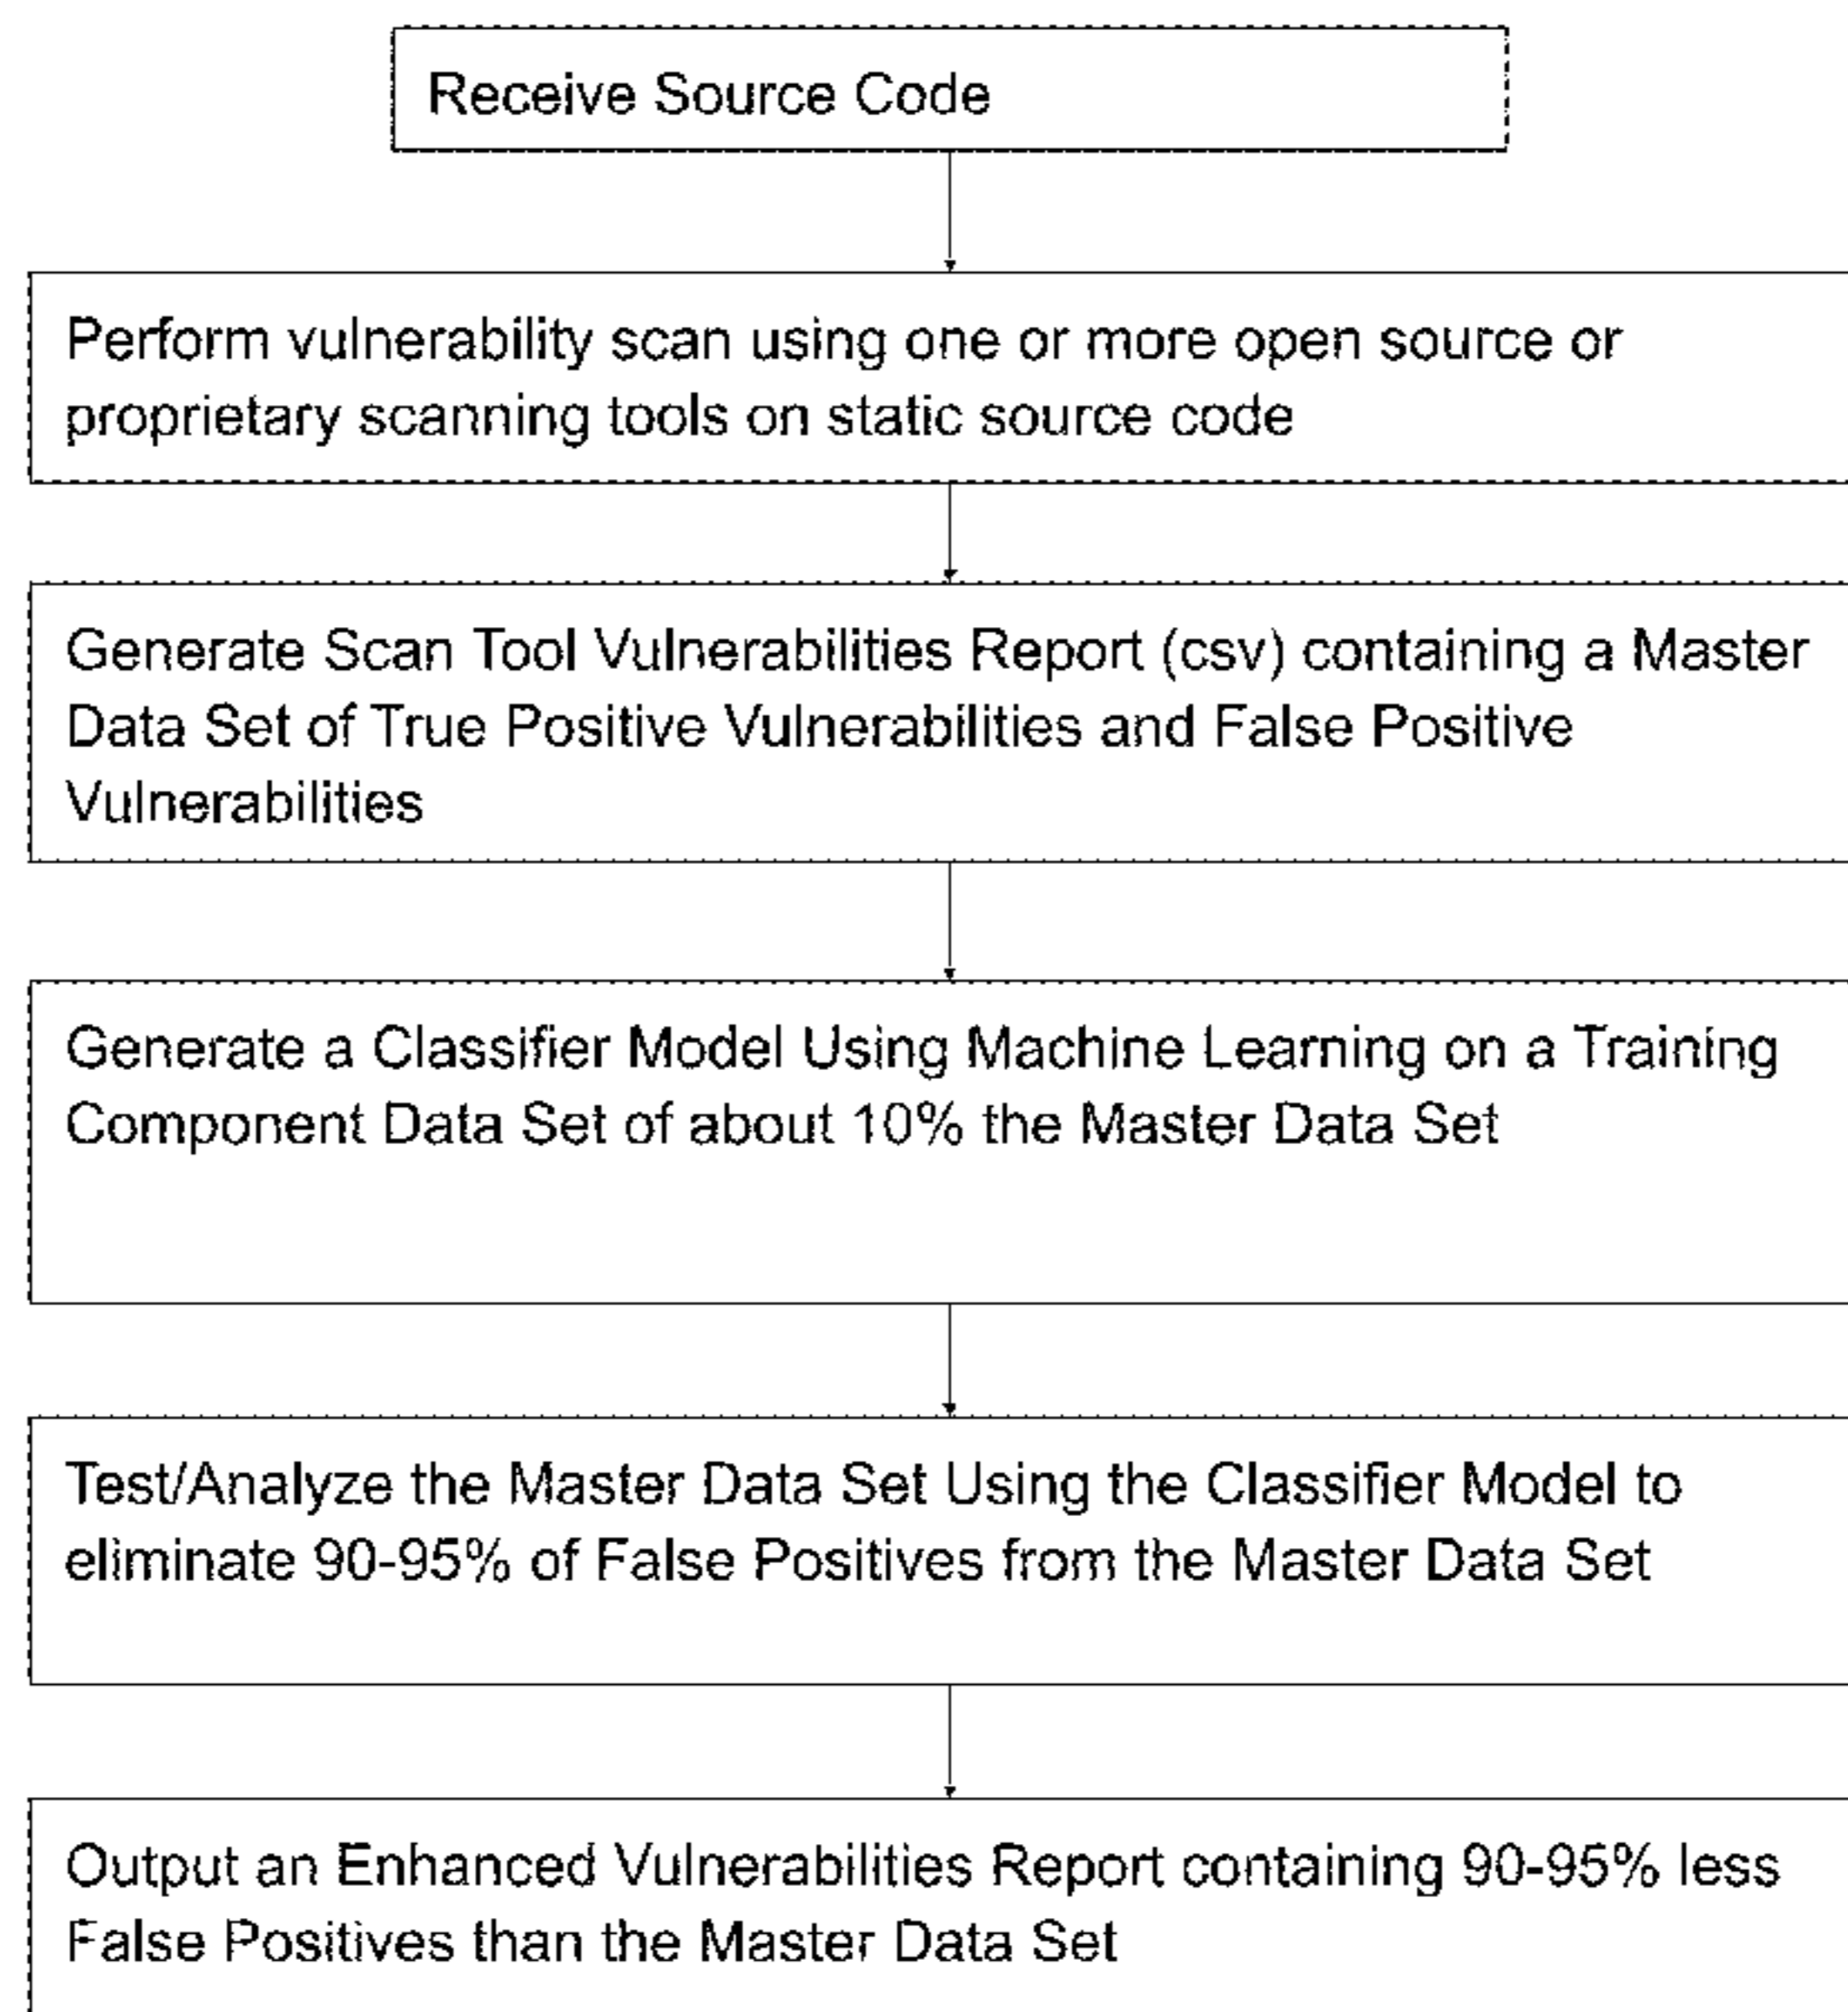 Receive Source Code
Perform vulnerability scan using one or more open source or
proprietary scanning tools on static source code
Generate Scan Tool Vulnerabilities Report (csv) containing a Master
Data Set of True Positive Vulnerabilities and False Positive
Vulnerabilities
Generate a Classifier Model Using Machine Learning on a Training
Component Data Set of about 10% the Master Data Set
Test/Analyze the Master Data Set Using the Classifier Model to
eliminate 90-95% of False Positives from the Master Data Set
Output an Enhanced Vulnerabilities Report containing 90-95% less
False Positives than the Master Data Set